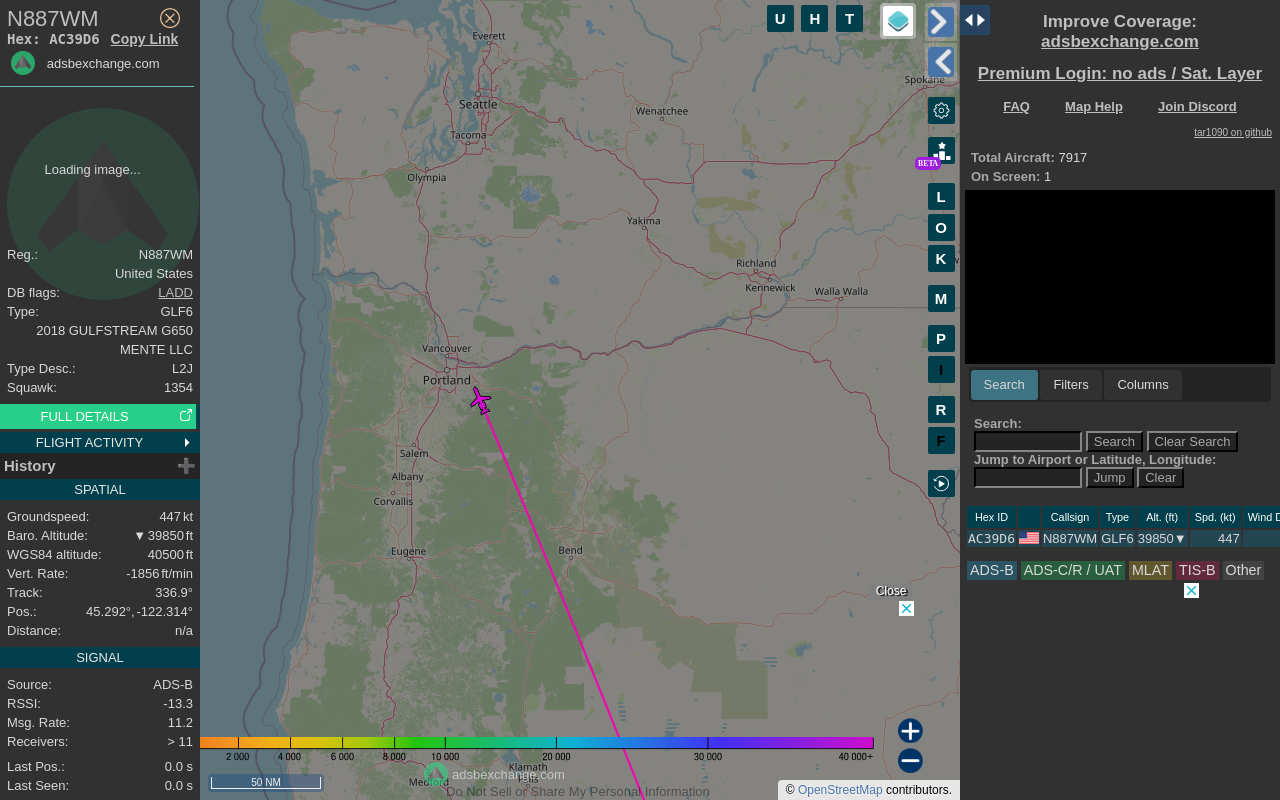 N887WM
Hex: AC39D6 Copy Link
adsbexchange.com
Loading image...
Reg.: N887WM
United States
DB flags: LADD
Type: GLF6
2018 GULFSTREAM G650
MENTE LLC
Type Desc.: L2J
Squawk: 1354
FULL DETAILS
FLIGHT ACTIVITY
History
SPATIAL
Groundspeed: 447 kt
Baro. Altitude: ▼ 39850 ft
WGS84 altitude: 40500 ft
Vert. Rate: -1856 ft/min
Track: 336.9°
Pos.: 45.292°, -122.314°
Distance: n/a
SIGNAL
Source: ADS-B
RSSI: -13.3
Msg. Rate: 11.2
Receivers: > 11
Last Pos.: 0.0 s
Last Seen: 0.0 s
Everett
Seattle
Tacoma
Olympia
Wenatchee
Spokane
Yakima
Richland
Kennewick
Walla Walla
Vancouver
Portland
Salem
Albany
Corvallis
Eugene
Bend
Medford
Klamath
Falls
U H T
BETA
L
O
K
M
P
I
R
F
Close
2 000 4 000 6 000 8 000 10 000 20 000 30 000 40 000+
50 NM
adsbexchange.com
Do Not Sell or Share My Personal Information
© OpenStreetMap contributors.
Improve Coverage:
adsbexchange.com
Premium Login: no ads / Sat. Layer
FAQ Map Help Join Discord
tar1090 on github
Total Aircraft: 7917
On Screen: 1
Search Filters Columns
Search:
Search Clear Search
Jump to Airport or Latitude, Longitude:
Jump Clear
Hex ID Callsign Type Alt. (ft) Spd. (kt) Wind D
AC39D6 N887WM GLF6 39850▼ 447
ADS-B ADS-C/R / UAT MLAT TIS-B Other